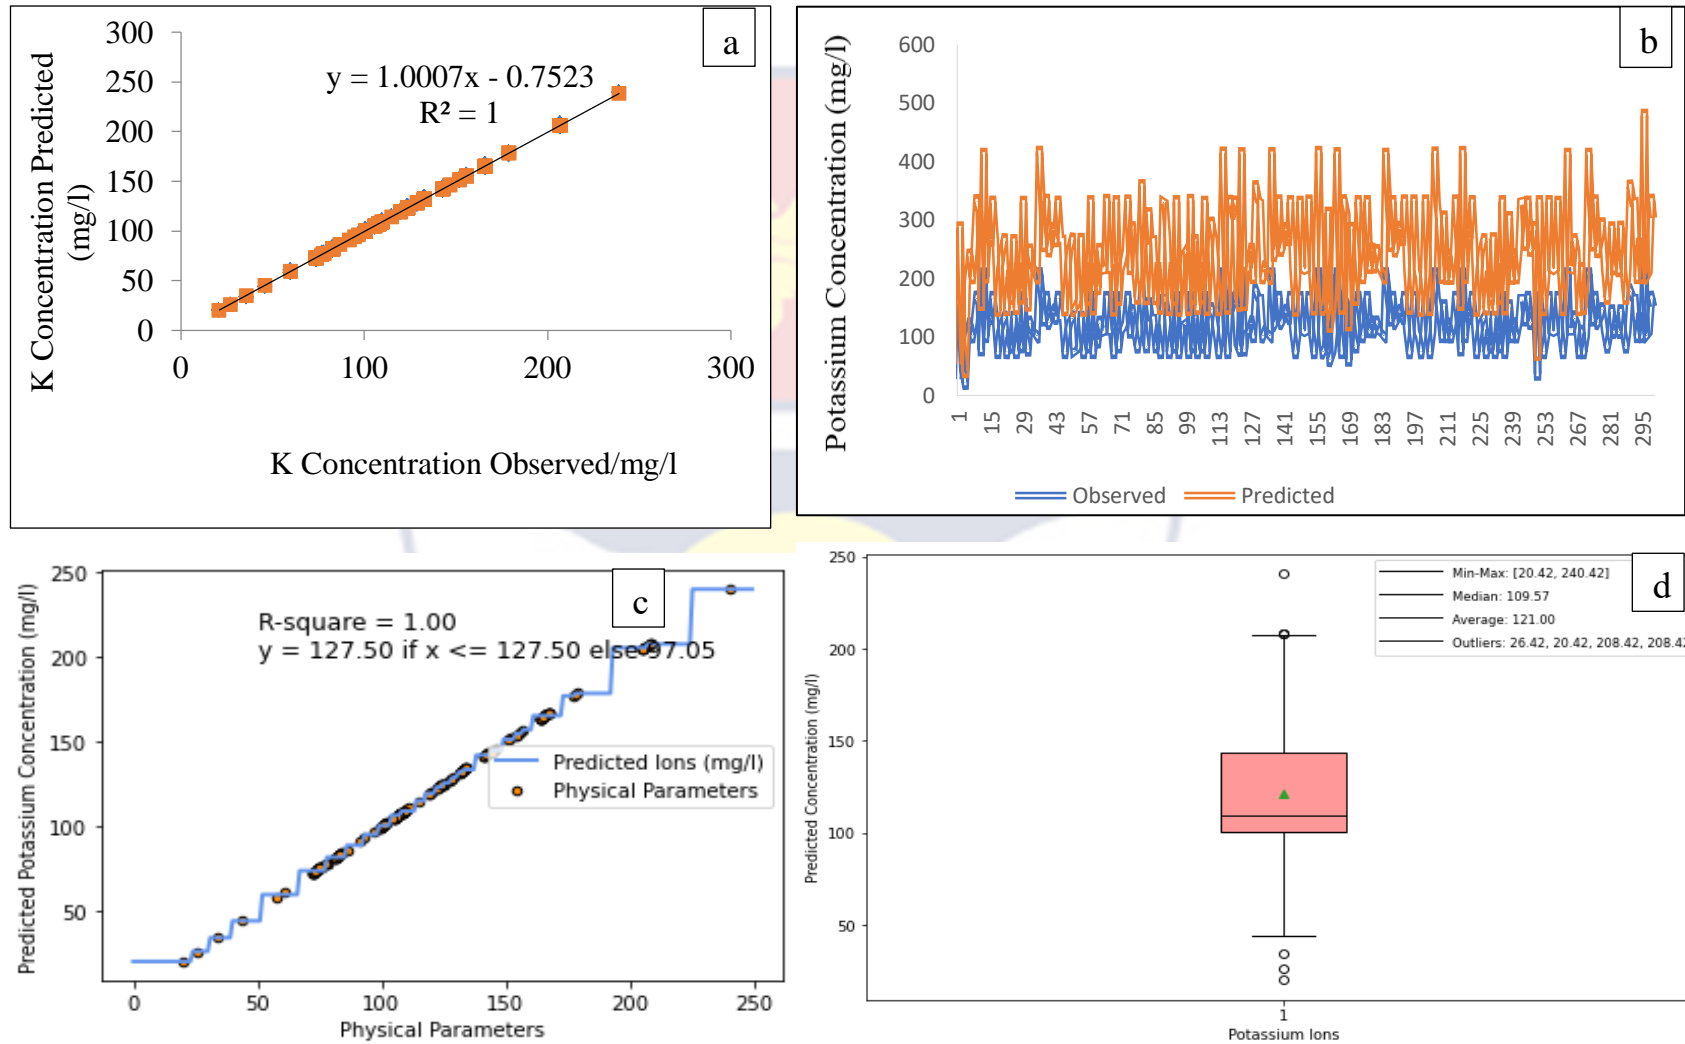 a
300
250
200
150
100
50
0
y = 1.0007x - 0.7523
R² = 1
0 100 200 300
K Concentration Predicted
(mg/l)
K Concentration Observed/mg/l
b
600
500
400
300
200
100
0
Potassium Concentration (mg/l)
1 15 29 43 57 71 85 99 113 127 141 155 169 183 197 211 225 239 253 267 281 295
Observed Predicted
c
250
200
150
100
50
R-square = 1.00
y = 127.50 if x <= 127.50 else 97.05
Predicted Ions (mg/l)
Physical Parameters
0 50 100 150 200 250
Predicted Potassium Concentration (mg/l)
Physical Parameters
d
250
200
150
100
50
Min-Max: [20.42, 240.42]
Median: 109.57
Average: 121.00
Outliers: 26.42, 20.42, 208.42, 208.42
Predicted Concentration (mg/l)
1
Potassium Ions